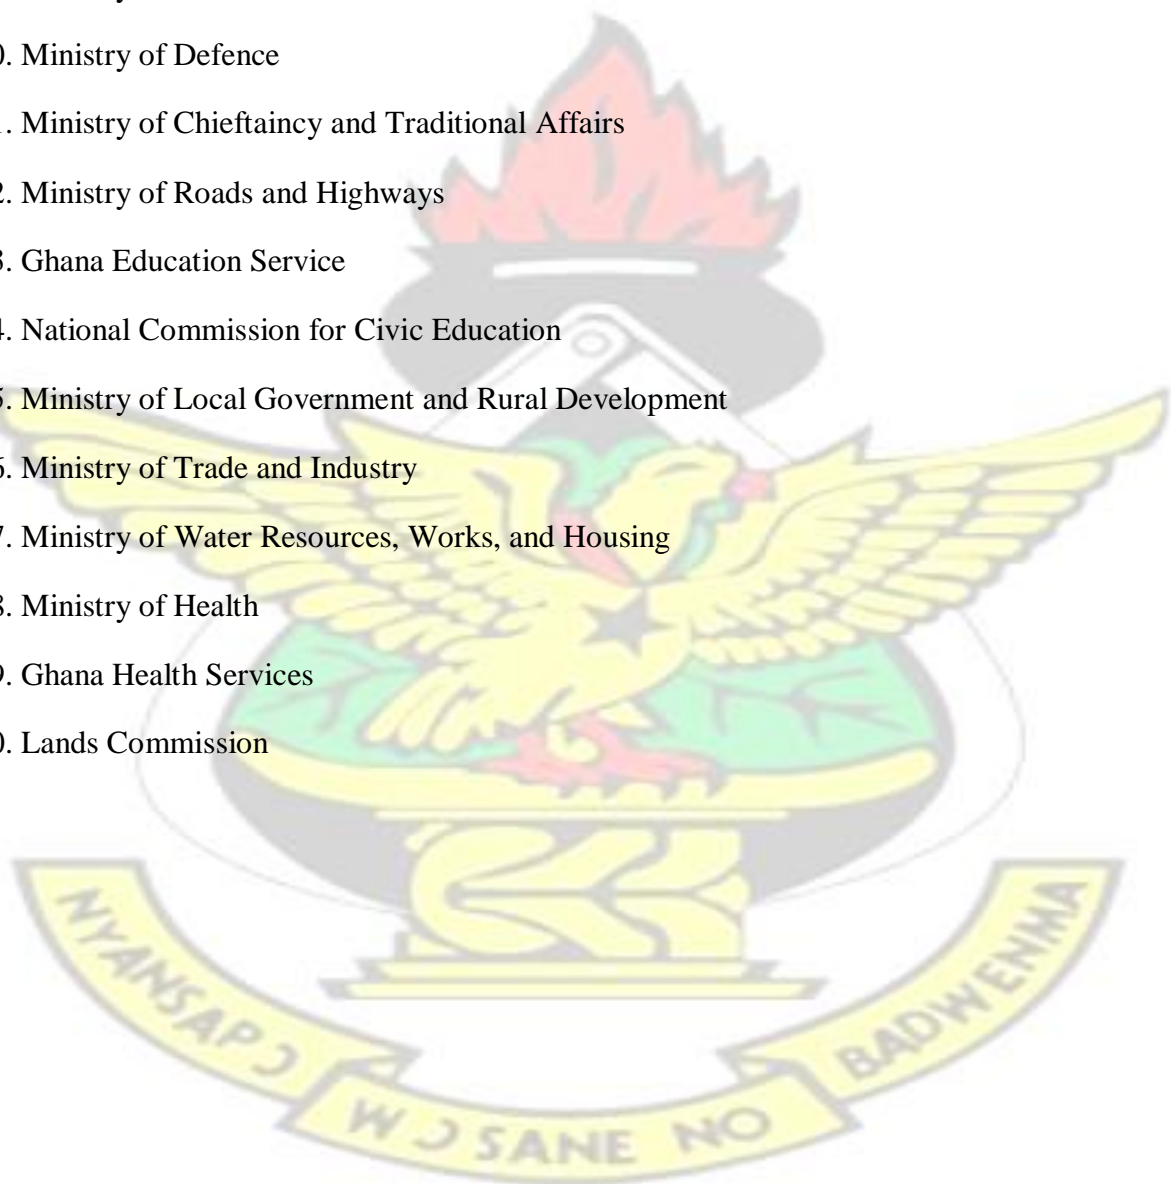 0. Ministry of Defence
1. Ministry of Chieftaincy and Traditional Affairs
2. Ministry of Roads and Highways
3. Ghana Education Service
4. National Commission for Civic Education
5. Ministry of Local Government and Rural Development
6. Ministry of Trade and Industry
7. Ministry of Water Resources, Works, and Housing
8. Ministry of Health
9. Ghana Health Services
0. Lands Commission
NYANSAPƆ
WƆSANE NO
BADWENMA